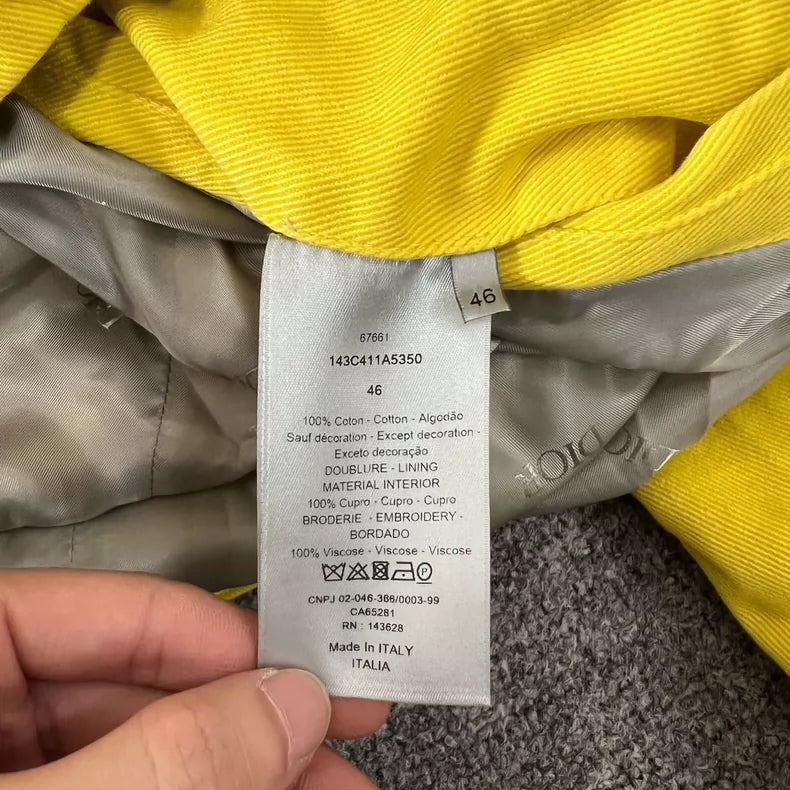 46
67661
143C411A5350
46
100% Coton - Cotton - Algodão
Sauf décoration - Except decoration -
Exceto decoração
DOUBLURE - LINING
MATERIAL INTERIOR
100% Cupro - Cupro - Cupro
BRODERIE - EMBROIDERY -
BORDADO
100% Viscose - Viscose - Viscose
P
CNPJ 02-046-366/0003-99
CA65281
RN : 143628
Made In ITALY
ITALIA
DIOR